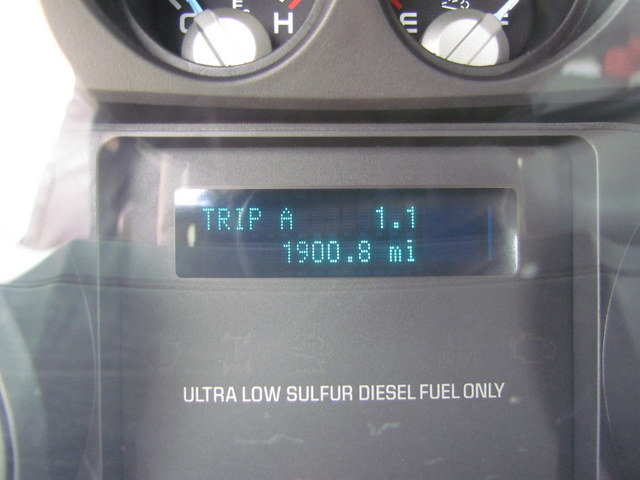 C H E F
TRIP A 1.1
1900.8 mi
ULTRA LOW SULFUR DIESEL FUEL ONLY